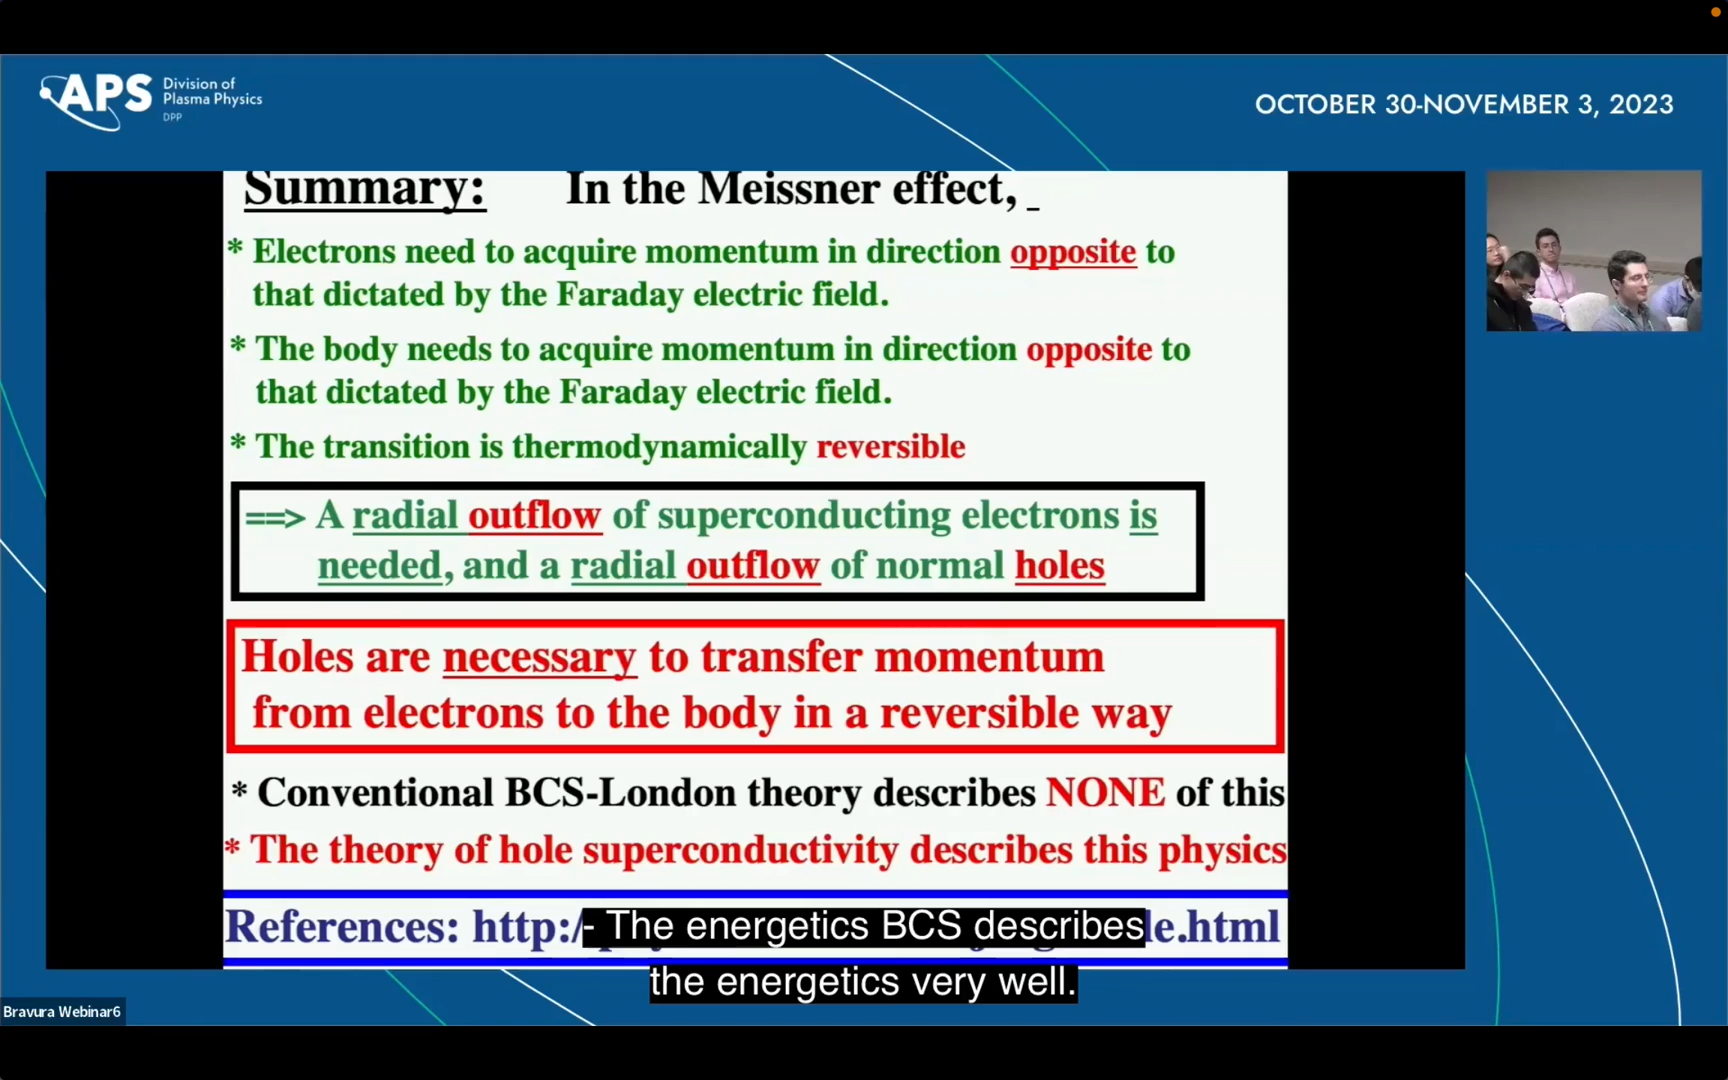 APS
Division of
Plasma Physics
DPP
OCTOBER 30-NOVEMBER 3, 2023
Summary: In the Meissner effect, _
* Electrons need to acquire momentum in direction opposite to
that dictated by the Faraday electric field.
* The body needs to acquire momentum in direction opposite to
that dictated by the Faraday electric field.
* The transition is thermodynamically reversible
==> A radial outflow of superconducting electrons is
needed, and a radial outflow of normal holes
Holes are necessary to transfer momentum
from electrons to the body in a reversible way
* Conventional BCS-London theory describes NONE of this
* The theory of hole superconductivity describes this physics
References: http:/ le.html
- The energetics BCS describes
the energetics very well.
Bravura Webinar6